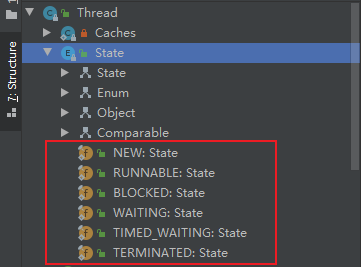 Thread
Caches
State
State
Enum
Object
Comparable
NEW: State
RUNNABLE: State
BLOCKED: State
WAITING: State
TIMED_WAITING: State
TERMINATED: State
7: Structure